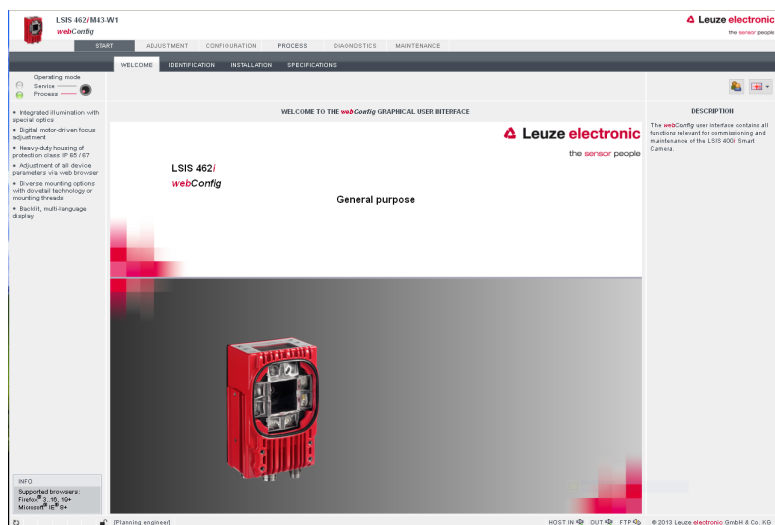 LSIS 462i/M43-W1
webConfig
Leuze electronic
the sensor people
START ADJUSTMENT CONFIGURATION PROCESS DIAGNOSTICS MAINTENANCE
WELCOME IDENTIFICATION INSTALLATION SPECIFICATIONS
Operating mode
Service
Process
• Integrated illumination with
special optics
• Digital motor-driven focus
adjustment
• Heavy-duty housing of
protection class IP 65 / 67
• Adjustment of all device
parameters via web browser
• Diverse mounting options
with dovetail technology or
mounting threads
• Backlit, multi-language
display
WELCOME TO THE webConfig GRAPHICAL USER INTERFACE
Leuze electronic
the sensor people
LSIS 462i
webConfig
General purpose
DESCRIPTION
The webConfig user interface contains all
functions relevant for commissioning and
maintenance of the LSIS 400i Smart
Camera.
INFO
Supported browsers:
Firefox® 3..16, 19+
Microsoft® IE® 8+
[Planning engineer]
HOST IN OUT FTP
© 2013 Leuze electronic GmbH & Co. KG